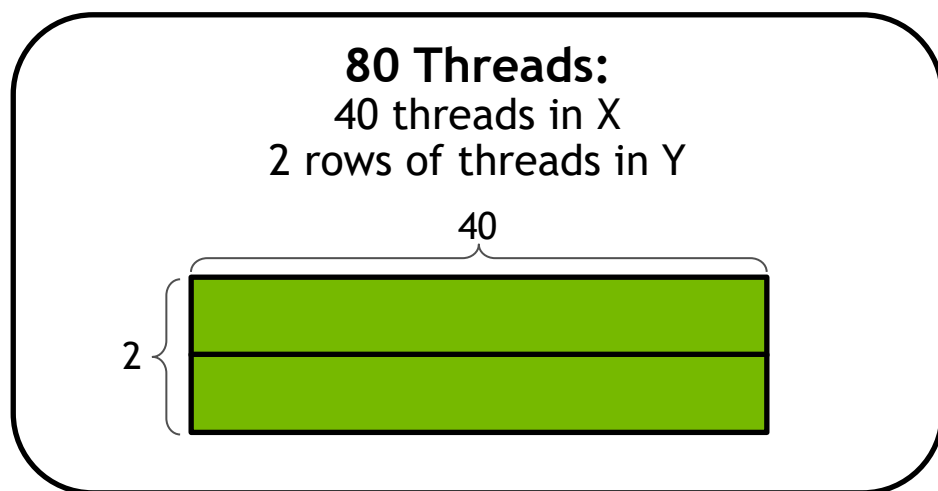 80 Threads:
40 threads in X
2 rows of threads in Y
40
2